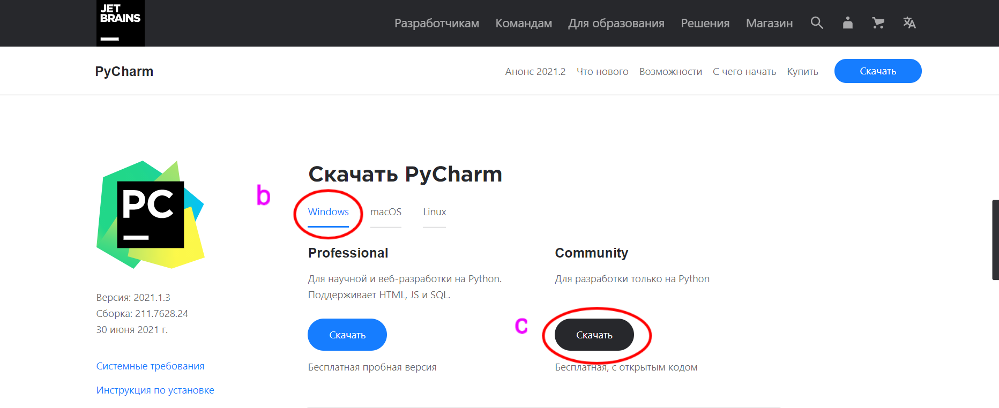 JET
BRAINS
Разработчикам Командам Для образования Решения Магазин
PyCharm
Анонс 2021.2 Что нового Возможности С чего начать Купить Скачать
PC
Версия: 2021.1.3
Сборка: 211.7628.24
30 июня 2021 г.
Системные требования
Инструкция по установке
Скачать PyCharm
b
Windows macOS Linux
Professional
Для научной и веб-разработки на Python.
Поддерживает HTML, JS и SQL.
Скачать
Бесплатная пробная версия
Community
Для разработки только на Python
c
Скачать
Бесплатная, с открытым кодом